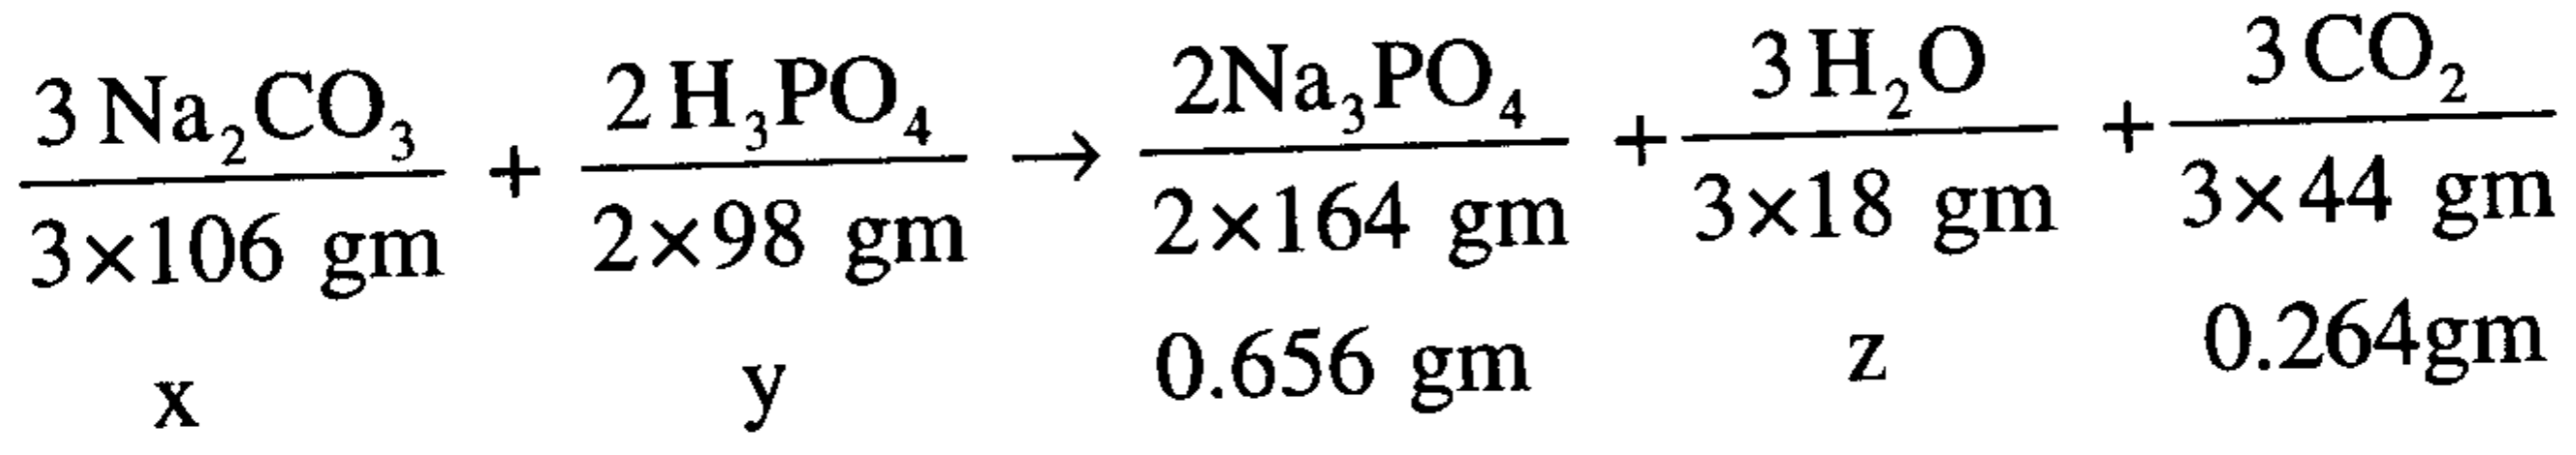 3 Na₂CO₃ + 2 H₃PO₄ → 2Na₃PO₄ + 3 H₂O + 3 CO₂
3×106 gm 2×98 gm 2×164 gm 3×18 gm 3×44 gm
x y 0.656 gm z 0.264gm